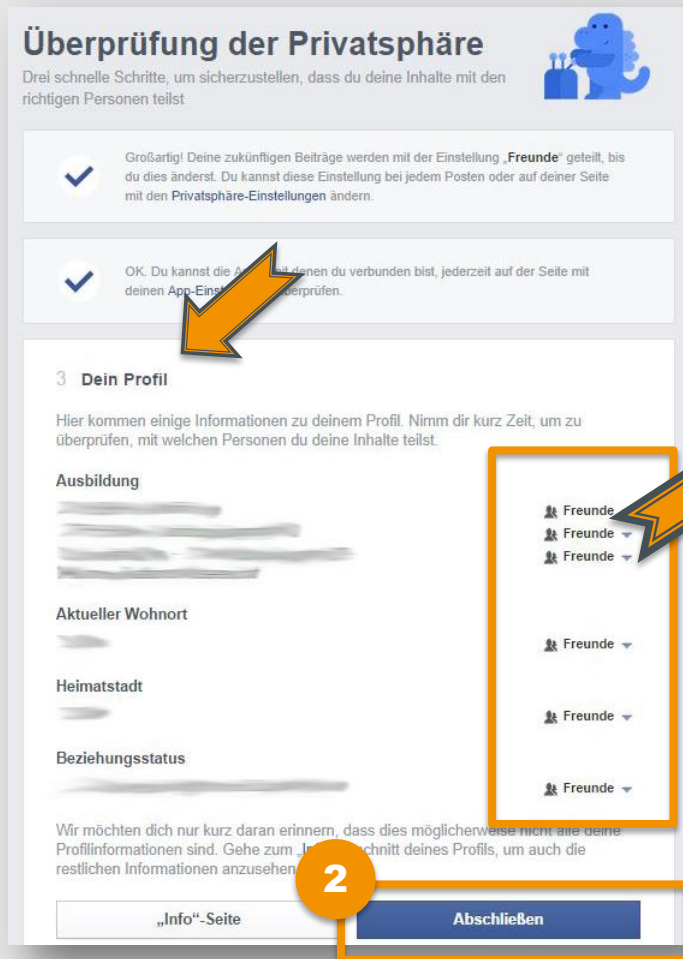 Überprüfung der Privatsphäre
Drei schnelle Schritte, um sicherzustellen, dass du deine Inhalte mit den
richtigen Personen teilst
Großartig! Deine zukünftigen Beiträge werden mit der Einstellung „Freunde“ geteilt, bis
du dies änderst. Du kannst diese Einstellung bei jedem Posten oder auf deiner Seite
mit den Privatsphäre-Einstellungen ändern.
OK. Du kannst die denen du verbunden bist, jederzeit auf der Seite mit
deinen App-Einst
3 Dein Profil
Hier kommen einige Informationen zu deinem Profil. Nimm dir kurz Zeit, um zu
überprüfen, mit welchen Personen du deine Inhalte teilst.
Ausbildung
Freunde
Freunde
Freunde
Aktueller Wohnort
Freunde
Heimatstadt
Freunde
Beziehungsstatus
Freunde
Wir möchten dich nur kurz daran erinnern, dass dies möglicherweise nicht alle deine
Profilinformationen sind. Gehe zum chnitt deines Profils, um auch die
restlichen Informationen anzusehen
2
„Info“-Seite
Abschließen